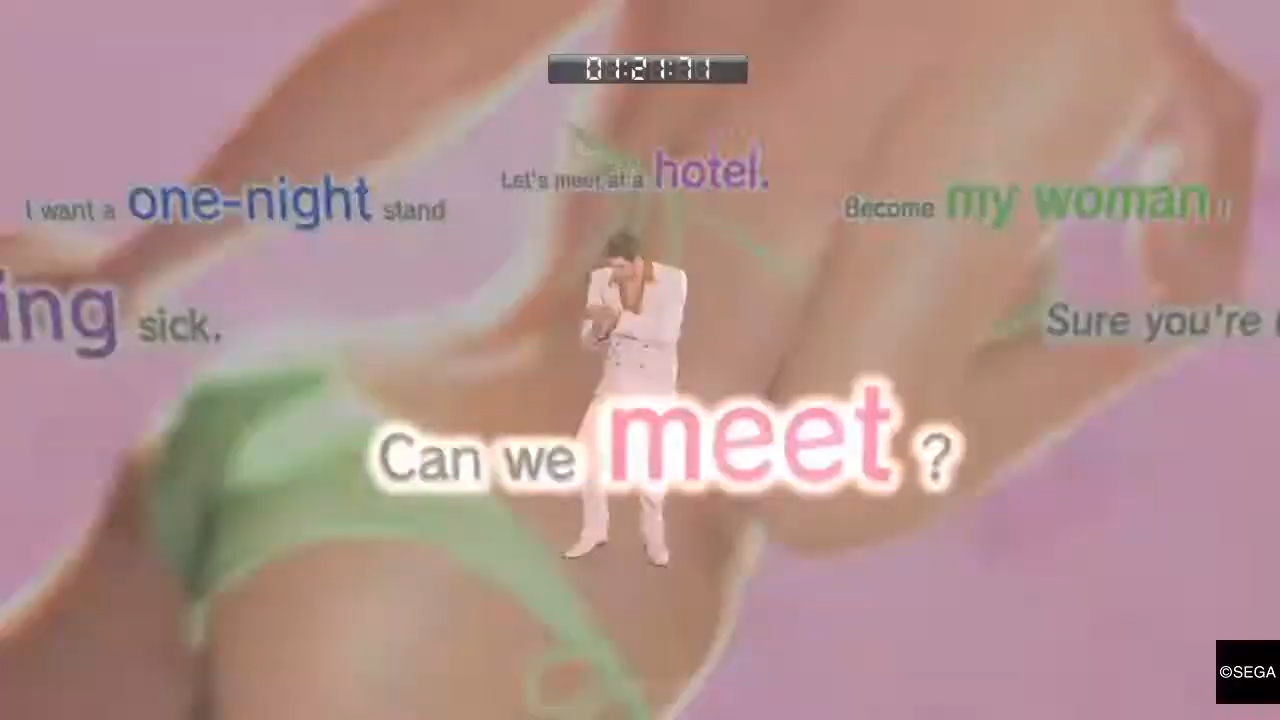 01:21:71
Let's meet at a hotel.
I want a one-night stand
Become my woman !
ing sick.
Sure you're
Can we meet ?
©SEGA